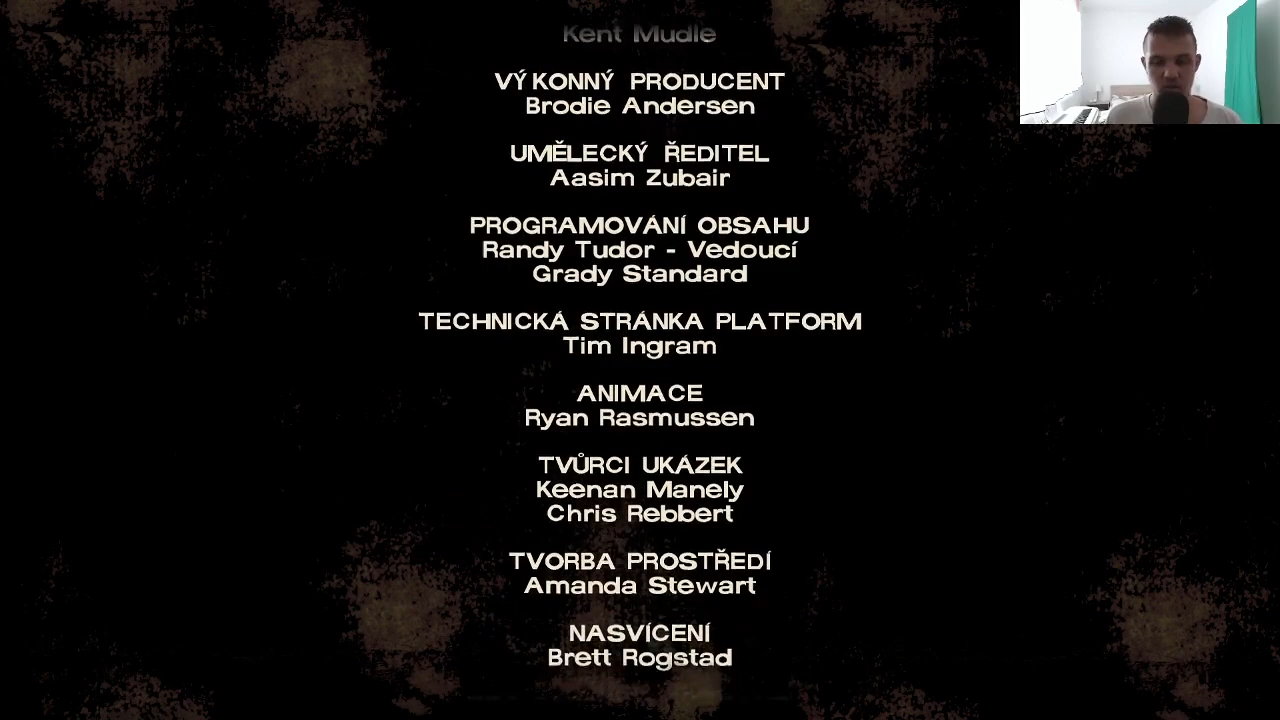 Kent Mudle
VÝKONNÝ PRODUCENT
Brodie Andersen
UMĚLECKÝ ŘEDITEL
Aasim Zubair
PROGRAMOVÁNÍ OBSAHU
Randy Tudor - Vedoucí
Grady Standard
TECHNICKÁ STRÁNKA PLATFORM
Tim Ingram
ANIMACE
Ryan Rasmussen
TVŮRCI UKÁZEK
Keenan Manely
Chris Rebbert
TVORBA PROSTŘEDÍ
Amanda Stewart
NASVÍCENÍ
Brett Rogstad